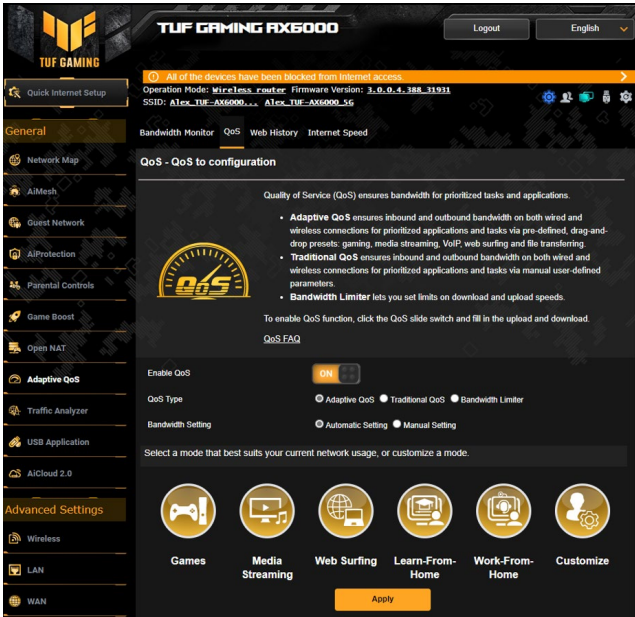 TUF GAMING
TUF GAMING AX6000
Logout
English
Quick Internet Setup
All of the devices have been blocked from Internet access.
Operation Mode: Wireless router Firmware Version: 3.0.0.4.388_31931
SSID: Alex_TUF-AX6000... Alex_TUF-AX6000_5G
General
Network Map
AiMesh
Guest Network
AiProtection
Parental Controls
Game Boost
Open NAT
Adaptive QoS
Traffic Analyzer
USB Application
AiCloud 2.0
Advanced Settings
Wireless
LAN
WAN
Bandwidth Monitor QoS Web History Internet Speed
QoS - QoS to configuration
QoS
Quality of Service (QoS) ensures bandwidth for prioritized tasks and applications.
• Adaptive QoS ensures inbound and outbound bandwidth on both wired and
wireless connections for prioritized applications and tasks via pre-defined, drag-and-
drop presets: gaming, media streaming, VoIP, web surfing and file transferring.
• Traditional QoS ensures inbound and outbound bandwidth on both wired and
wireless connections for prioritized applications and tasks via manual user-defined
parameters.
• Bandwidth Limiter lets you set limits on download and upload speeds.
To enable QoS function, click the QoS slide switch and fill in the upload and download.
QoS FAQ
Enable QoS
ON
QoS Type
Adaptive QoS Traditional QoS Bandwidth Limiter
Bandwidth Setting
Automatic Setting Manual Setting
Select a mode that best suits your current network usage, or customize a mode.
Games
Media
Streaming
Web Surfing
Learn-From-
Home
Work-From-
Home
Customize
Apply